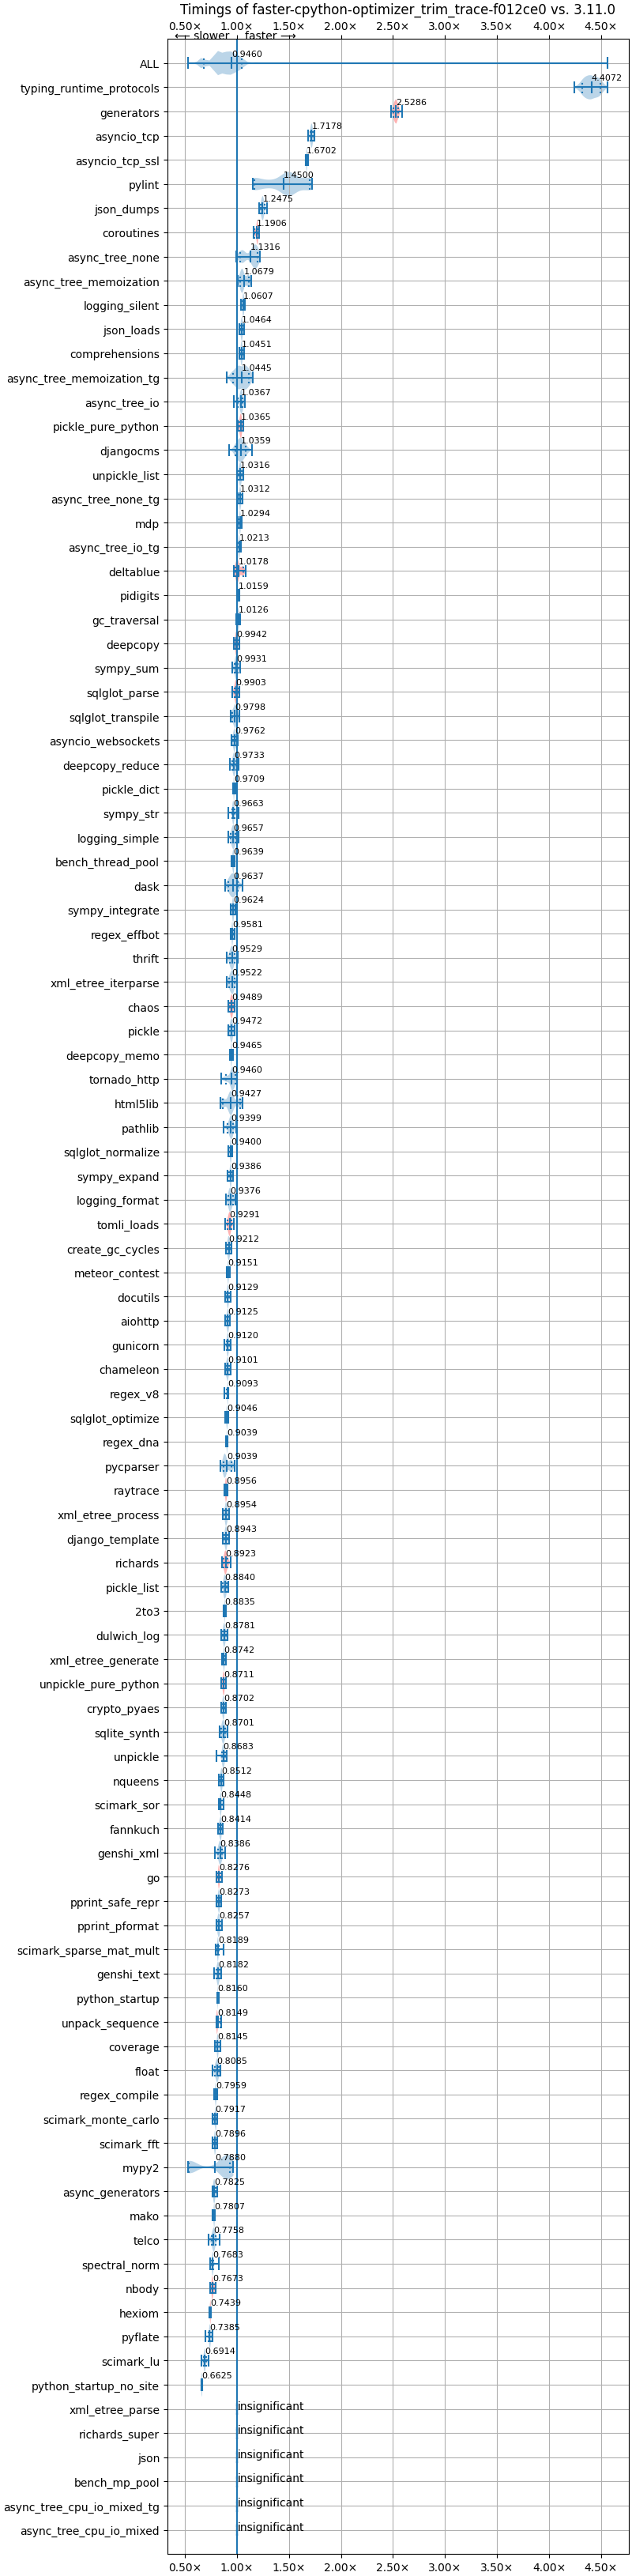 Timings of faster-cpython-optimizer_trim_trace-f012ce0 vs. 3.11.0
0.50× 1.00× 1.50× 2.00× 2.50× 3.00× 3.50× 4.00× 4.50×
⟵ slower faster ⟶
ALL 0.9460
typing_runtime_protocols 4.4072
generators 2.5286
asyncio_tcp 1.7178
asyncio_tcp_ssl 1.6702
pylint 1.4500
json_dumps 1.2475
coroutines 1.1906
async_tree_none 1.1316
async_tree_memoization 1.0679
logging_silent 1.0607
json_loads 1.0464
comprehensions 1.0451
async_tree_memoization_tg 1.0445
async_tree_io 1.0367
pickle_pure_python 1.0365
djangocms 1.0359
unpickle_list 1.0316
async_tree_none_tg 1.0312
mdp 1.0294
async_tree_io_tg 1.0213
deltablue 1.0178
pidigits 1.0159
gc_traversal 1.0126
deepcopy 0.9942
sympy_sum 0.9931
sqlglot_parse 0.9903
sqlglot_transpile 0.9798
asyncio_websockets 0.9762
deepcopy_reduce 0.9733
pickle_dict 0.9709
sympy_str 0.9663
logging_simple 0.9657
bench_thread_pool 0.9639
dask 0.9637
sympy_integrate 0.9624
regex_effbot 0.9581
thrift 0.9529
xml_etree_iterparse 0.9522
chaos 0.9489
pickle 0.9472
deepcopy_memo 0.9465
tornado_http 0.9460
html5lib 0.9427
pathlib 0.9399
sqlglot_normalize 0.9400
sympy_expand 0.9386
logging_format 0.9376
tomli_loads 0.9291
create_gc_cycles 0.9212
meteor_contest 0.9151
docutils 0.9129
aiohttp 0.9125
gunicorn 0.9120
chameleon 0.9101
regex_v8 0.9093
sqlglot_optimize 0.9046
regex_dna 0.9039
pycparser 0.9039
raytrace 0.8956
xml_etree_process 0.8954
django_template 0.8943
richards 0.8923
pickle_list 0.8840
2to3 0.8835
dulwich_log 0.8781
xml_etree_generate 0.8742
unpickle_pure_python 0.8711
crypto_pyaes 0.8702
sqlite_synth 0.8701
unpickle 0.8683
nqueens 0.8512
scimark_sor 0.8448
fannkuch 0.8414
genshi_xml 0.8386
go 0.8276
pprint_safe_repr 0.8273
pprint_pformat 0.8257
scimark_sparse_mat_mult 0.8189
genshi_text 0.8182
python_startup 0.8160
unpack_sequence 0.8149
coverage 0.8145
float 0.8085
regex_compile 0.7959
scimark_monte_carlo 0.7917
scimark_fft 0.7896
mypy2 0.7880
async_generators 0.7825
mako 0.7807
telco 0.7758
spectral_norm 0.7683
nbody 0.7673
hexiom 0.7439
pyflate 0.7385
scimark_lu 0.6914
python_startup_no_site 0.6625
xml_etree_parse insignificant
richards_super insignificant
json insignificant
bench_mp_pool insignificant
async_tree_cpu_io_mixed_tg insignificant
async_tree_cpu_io_mixed insignificant
0.50× 1.00× 1.50× 2.00× 2.50× 3.00× 3.50× 4.00× 4.50×